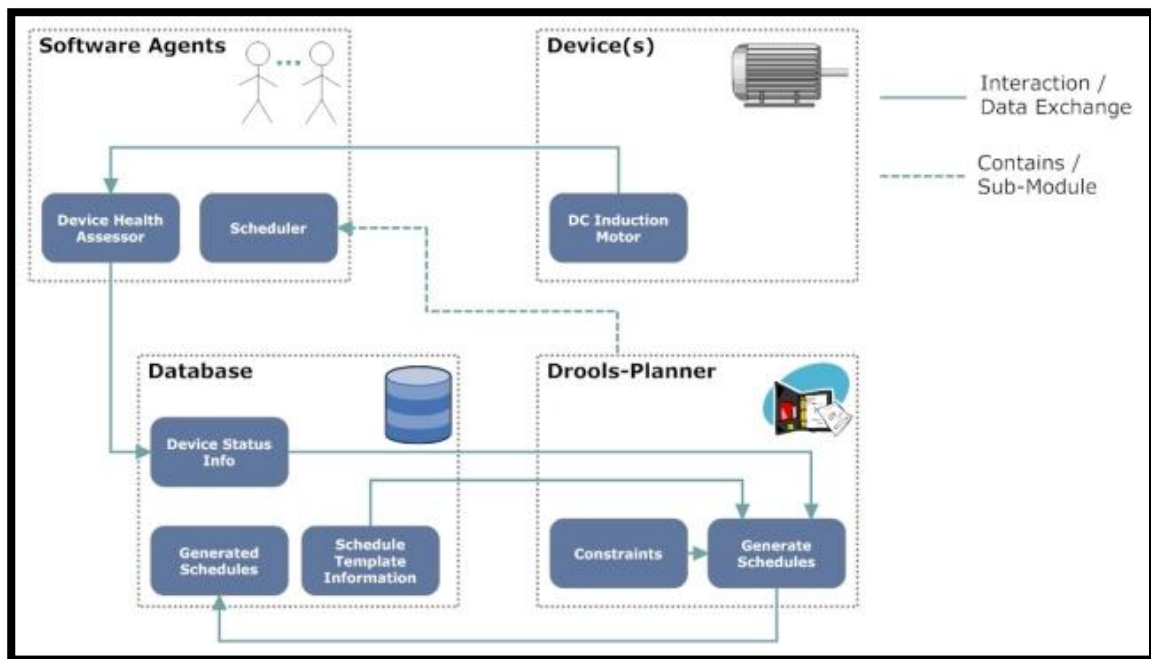 Software Agents
Device(s)
Interaction /
Data Exchange
Contains /
Sub-Module
Device Health
Assessor
Scheduler
DC Induction
Motor
Database
Drools-Planner
Device Status
Info
Generated
Schedules
Schedule
Template
Information
Constraints
Generate
Schedules